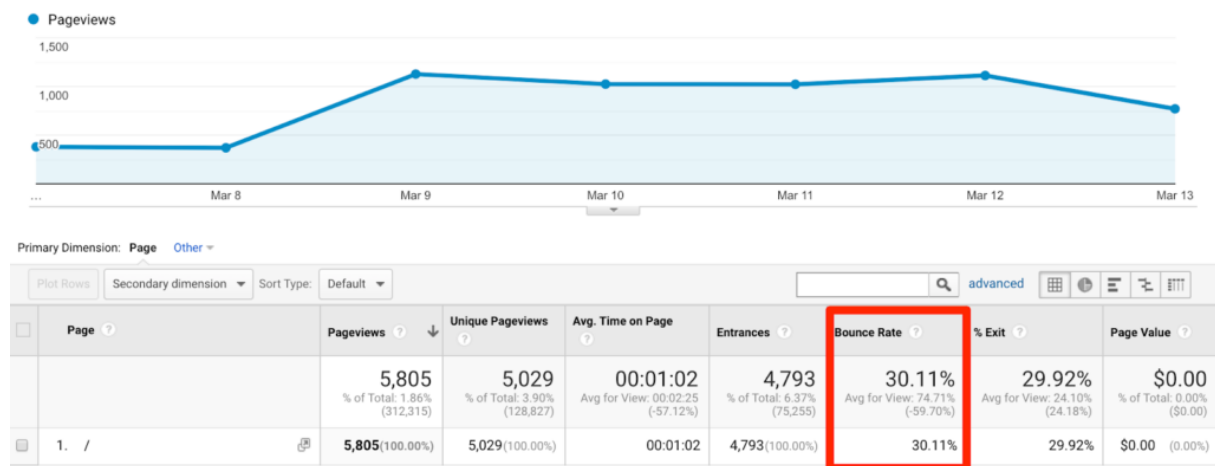 Pageviews
1,500
1,000
500
...
Mar 8
Mar 9
Mar 10
Mar 11
Mar 12
Mar 13
Primary Dimension: Page Other
Plot Rows Secondary dimension Sort Type: Default advanced
Page ? Pageviews ? Unique Pageviews ? Avg. Time on Page ? Entrances ? Bounce Rate ? % Exit ? Page Value ?
5,805 5,029 00:01:02 4,793 30.11% 29.92% $0.00
% of Total: 1.86% % of Total: 3.90% Avg for View: 00:02:25 % of Total: 6.37% Avg for View: 74.71% Avg for View: 24.10% % of Total: 0.00%
(312,315) (128,827) (-57.12%) (75,255) (-59.70%) (24.18%) ($0.00)
1. / 5,805(100.00%) 5,029(100.00%) 00:01:02 4,793(100.00%) 30.11% 29.92% $0.00 (0.00%)